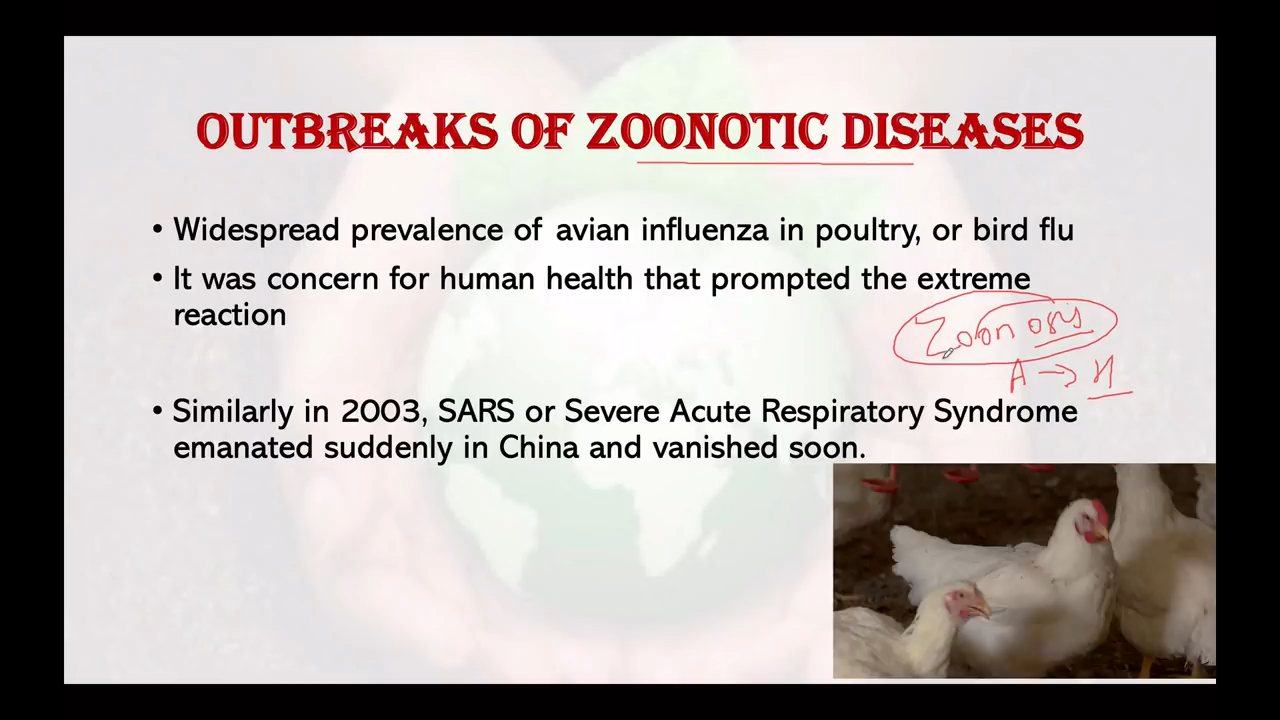 OUTBREAKS OF ZOONOTIC DISEASES
• Widespread prevalence of avian influenza in poultry, or bird flu
• It was concern for human health that prompted the extreme
reaction
Zoonosis
A → H
• Similarly in 2003, SARS or Severe Acute Respiratory Syndrome
emanated suddenly in China and vanished soon.